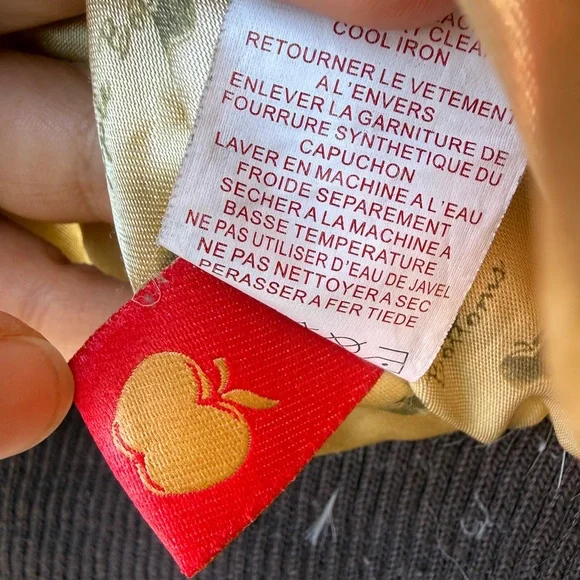 CLEA
COOL IRON
RETOURNER LE VETEMENT
A L'ENVERS
ENLEVER LA GARNITURE DE
FOURRURE SYNTHETIQUE DU
CAPUCHON
LAVER EN MACHINE A L'EAU
FROIDE SEPAREMENT
SECHER A LA MACHINE A
BASSE TEMPERATURE
NE PAS UTILISER D'EAU DE JAVEL
NE PAS NETTOYER A SEC
PERASSER A FER TIEDE